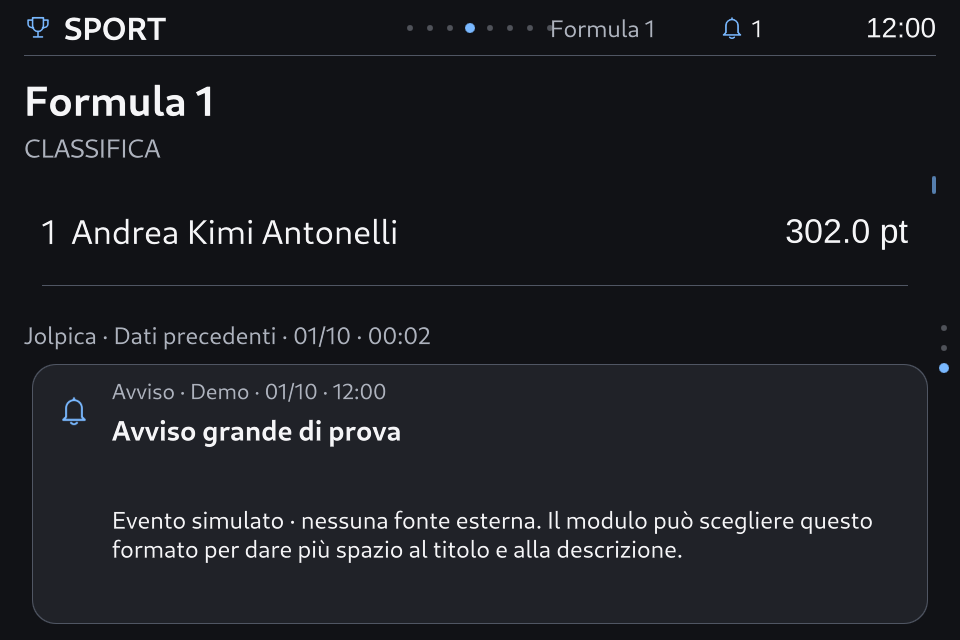 SPORT
Formula 1
1
12:00
Formula 1
CLASSIFICA
1 Andrea Kimi Antonelli
302.0 pt
Jolpica · Dati precedenti · 01/10 · 00:02
Avviso · Demo · 01/10 · 12:00
Avviso grande di prova
Evento simulato · nessuna fonte esterna. Il modulo può scegliere questo
formato per dare più spazio al titolo e alla descrizione.